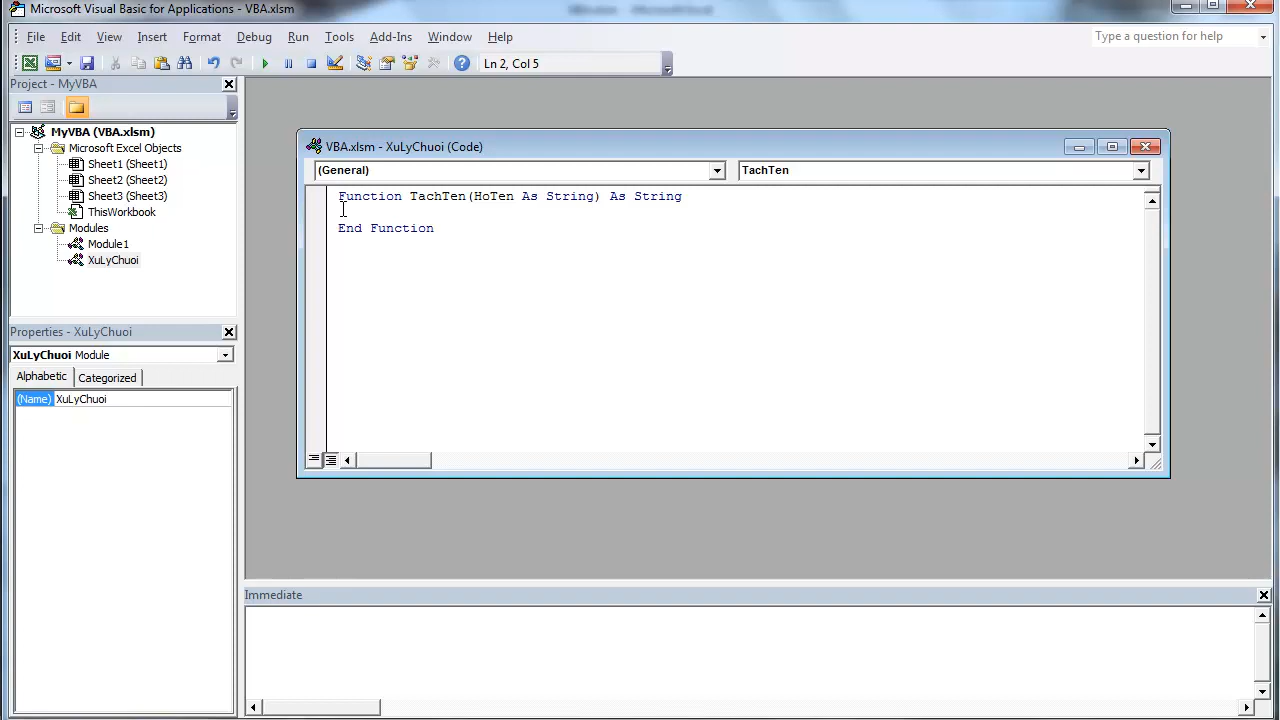 Microsoft Visual Basic for Applications - VBA.xlsm
File Edit View Insert Format Debug Run Tools Add-Ins Window Help
Type a question for help
Ln 2, Col 5
Project - MyVBA
MyVBA (VBA.xlsm)
Microsoft Excel Objects
Sheet1 (Sheet1)
Sheet2 (Sheet2)
Sheet3 (Sheet3)
ThisWorkbook
Modules
Module1
XuLyChuoi
Properties - XuLyChuoi
XuLyChuoi Module
Alphabetic Categorized
(Name) XuLyChuoi
VBA.xlsm - XuLyChuoi (Code)
(General) TachTen
Function TachTen(HoTen As String) As String
End Function
Immediate